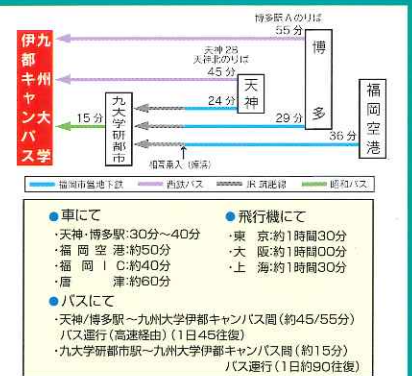 博多駅Aのりば
55分
九州大学
伊都キャンパス
天神2B
天神北のりば
45分
博多
天神
福岡空港
24分
九大学研都市
15分
29分
36分
相互乗入(姪浜)
福岡市営地下鉄
西鉄バス
JR筑肥線
昭和バス
●車にて
・天神・博多駅:30分〜40分
・福岡空港:約50分
・福岡IC:約40分
・唐津:約60分
●飛行機にて
・東京:約1時間30分
・大阪:約1時間00分
・上海:約1時間30分
●バスにて
・天神/博多駅〜九州大学伊都キャンパス間(約45/55分)
バス運行(高速経由)(1日45往復)
・九大学研都市駅〜九州大学伊都キャンパス間(約15分)
バス運行(1日約90往復)